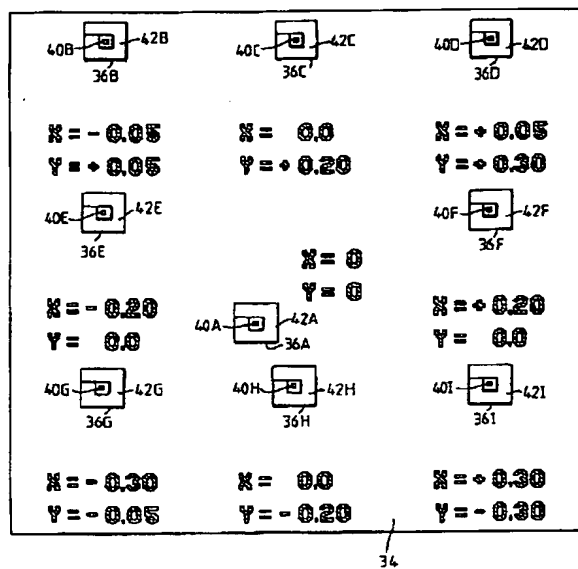 40B 42B 40C 42C 40D 42D
36B 36C 36D
X = - 0.05 X = 0.0 X = + 0.05
Y = + 0.05 Y = + 0.20 Y = + 0.30
40E 42E 40F 42F
36E 36F
X = 0
Y = 0
X = - 0.20 X = + 0.20
Y = 0.0 Y = 0.0
40A 42A
36A
40G 42G 40H 42H 40I 42I
36G 36H 36I
X = - 0.30 X = 0.0 X = + 0.30
Y = - 0.05 Y = - 0.20 Y = - 0.30
34